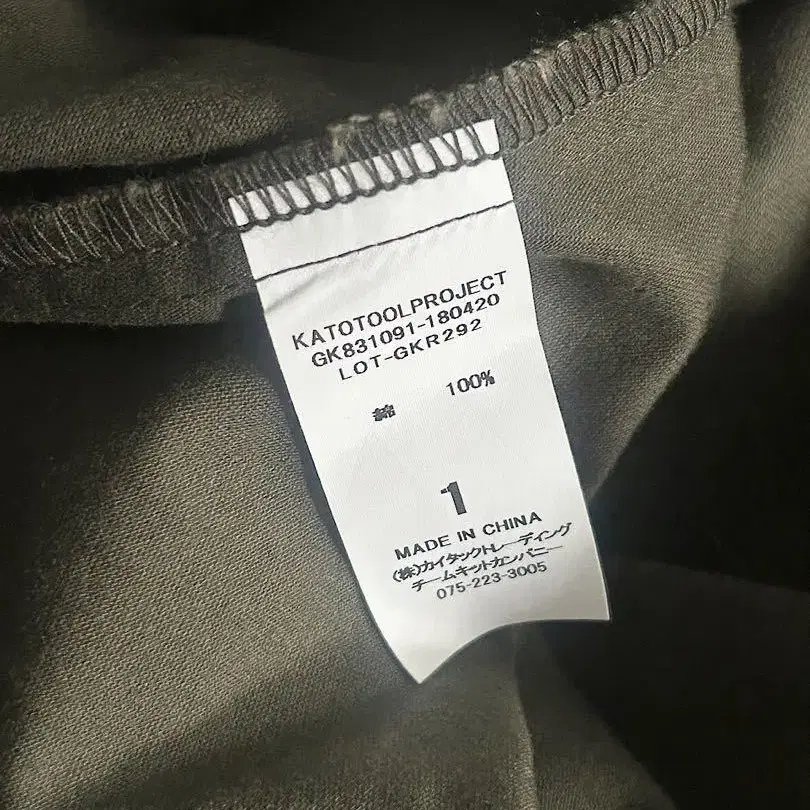 KATOTOOLPROJECT
GK831091-180420
LOT-GKR292
綿 100%
1
MADE IN CHINA
(株)カイタックトレーディング
チームキットカンパニー
075-223-3005